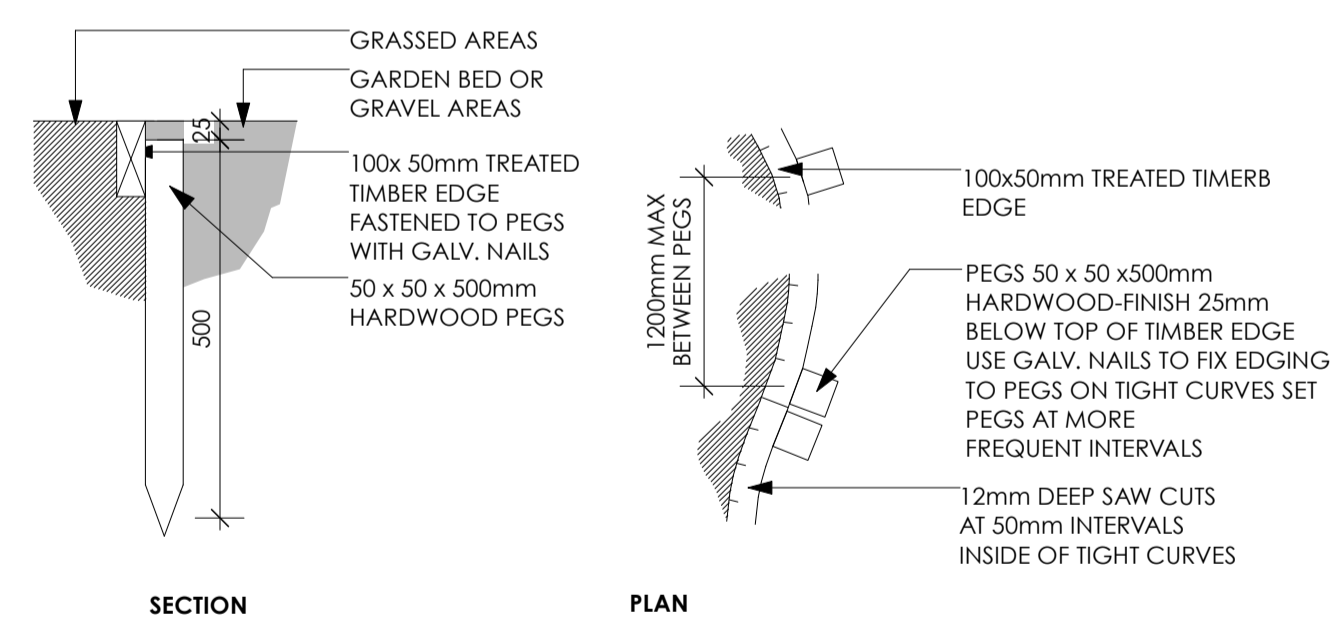 GRASSED AREAS
GARDEN BED OR
GRAVEL AREAS
25
100x 50mm TREATED
TIMBER EDGE
FASTENED TO PEGS
WITH GALV. NAILS
50 x 50 x 500mm
HARDWOOD PEGS
500
SECTION
1200mm MAX
BETWEEN PEGS
100x50mm TREATED TIMERB
EDGE
PEGS 50 x 50 x500mm
HARDWOOD-FINISH 25mm
BELOW TOP OF TIMBER EDGE
USE GALV. NAILS TO FIX EDGING
TO PEGS ON TIGHT CURVES SET
PEGS AT MORE
FREQUENT INTERVALS
12mm DEEP SAW CUTS
AT 50mm INTERVALS
INSIDE OF TIGHT CURVES
PLAN